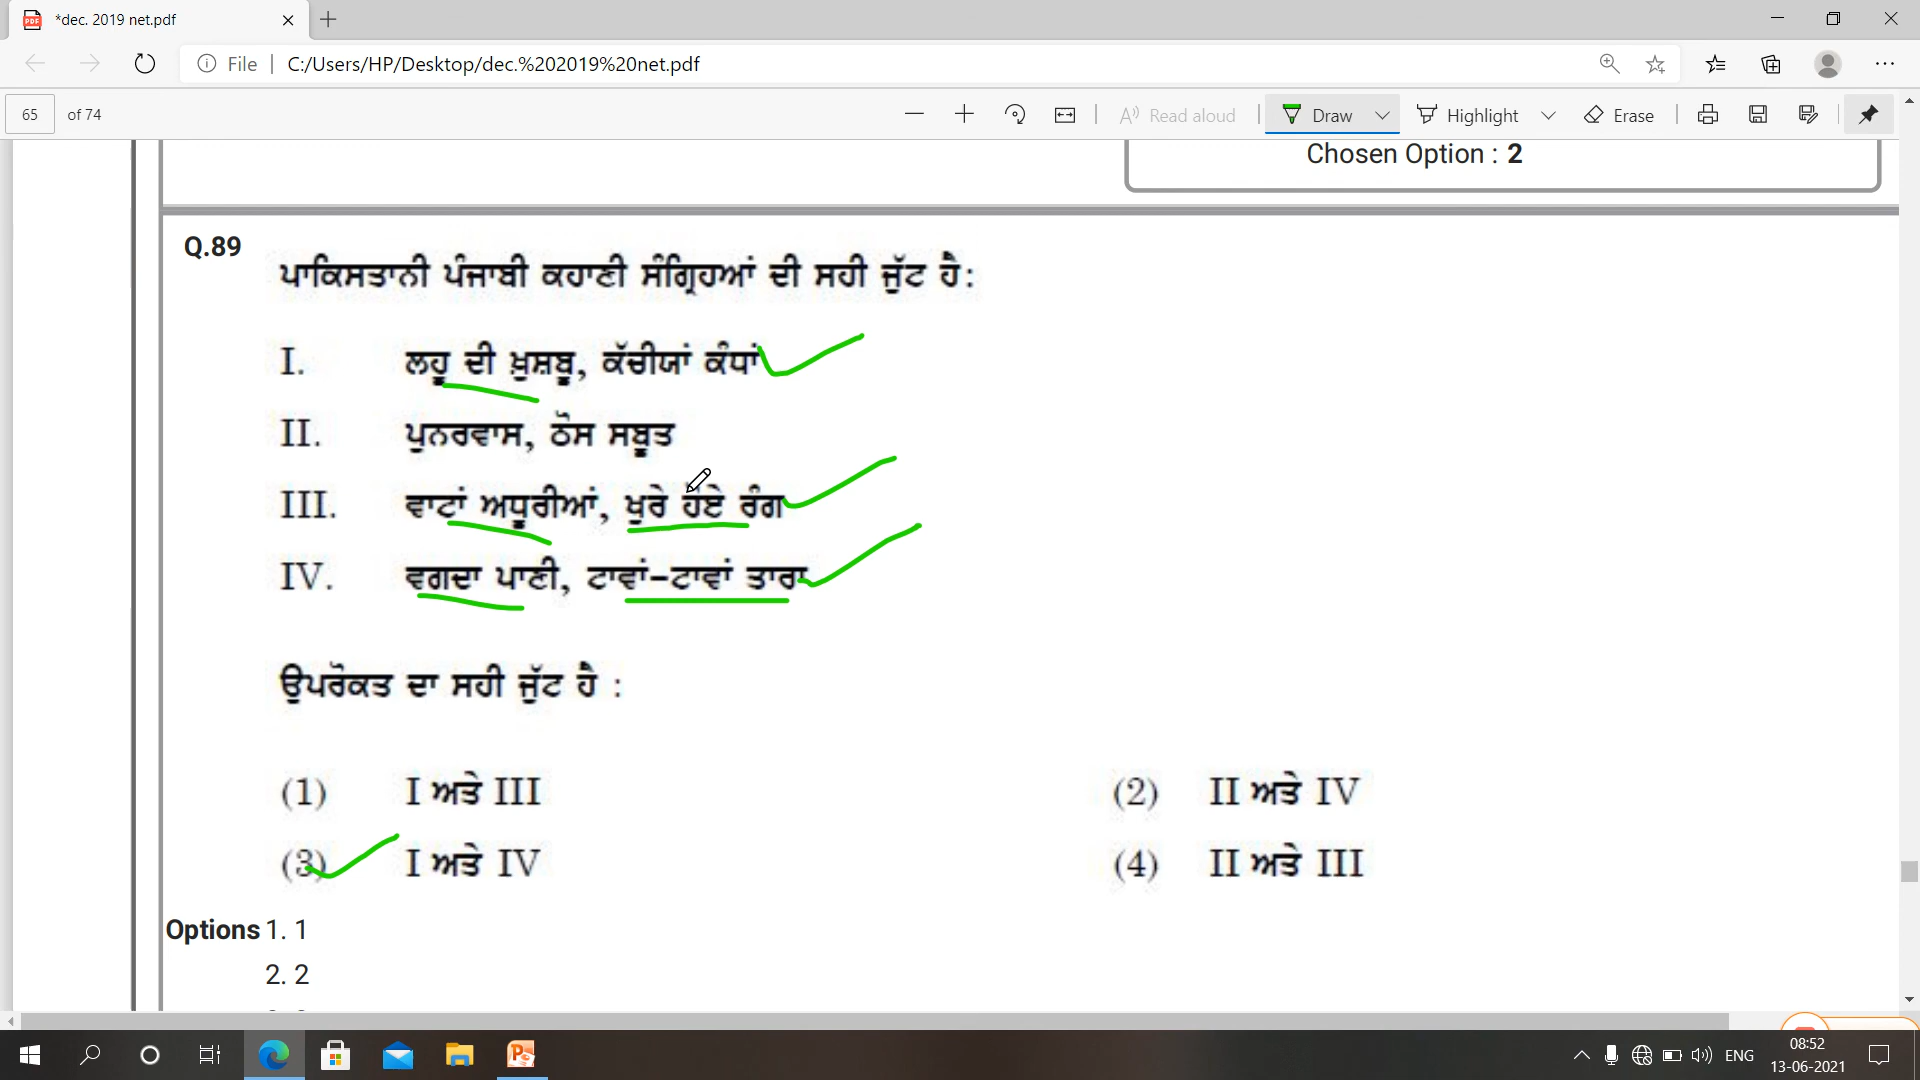 *dec. 2019 net.pdf
File C:/Users/HP/Desktop/dec.%202019%20net.pdf
65 of 74 Read aloud Draw Highlight Erase
Chosen Option : 2
Q.89
ਪਾਕਿਸਤਾਨੀ ਪੰਜਾਬੀ ਕਹਾਣੀ ਸੰਗ੍ਰਿਹਆਂ ਦੀ ਸਹੀ ਜੁੱਟ ਹੈ:
I. ਲਹੂ ਦੀ ਖ਼ੁਸ਼ਬੂ, ਕੱਚੀਯਾਂ ਕੰਧਾਂ
II. ਪੁਨਰਵਾਸ, ਠੋਸ ਸਬੂਤ
III. ਵਾਟਾਂ ਅਧੂਰੀਆਂ, ਖੁਰੇ ਹੋਏ ਰੰਗ
IV. ਵਗਦਾ ਪਾਣੀ, ਟਾਵਾਂ-ਟਾਵਾਂ ਤਾਰਾ
ਉਪਰੋਕਤ ਦਾ ਸਹੀ ਜੁੱਟ ਹੈ :
(1) I ਅਤੇ III (2) II ਅਤੇ IV
(3) I ਅਤੇ IV (4) II ਅਤੇ III
Options 1. 1
2. 2
ENG 08:52
13-06-2021